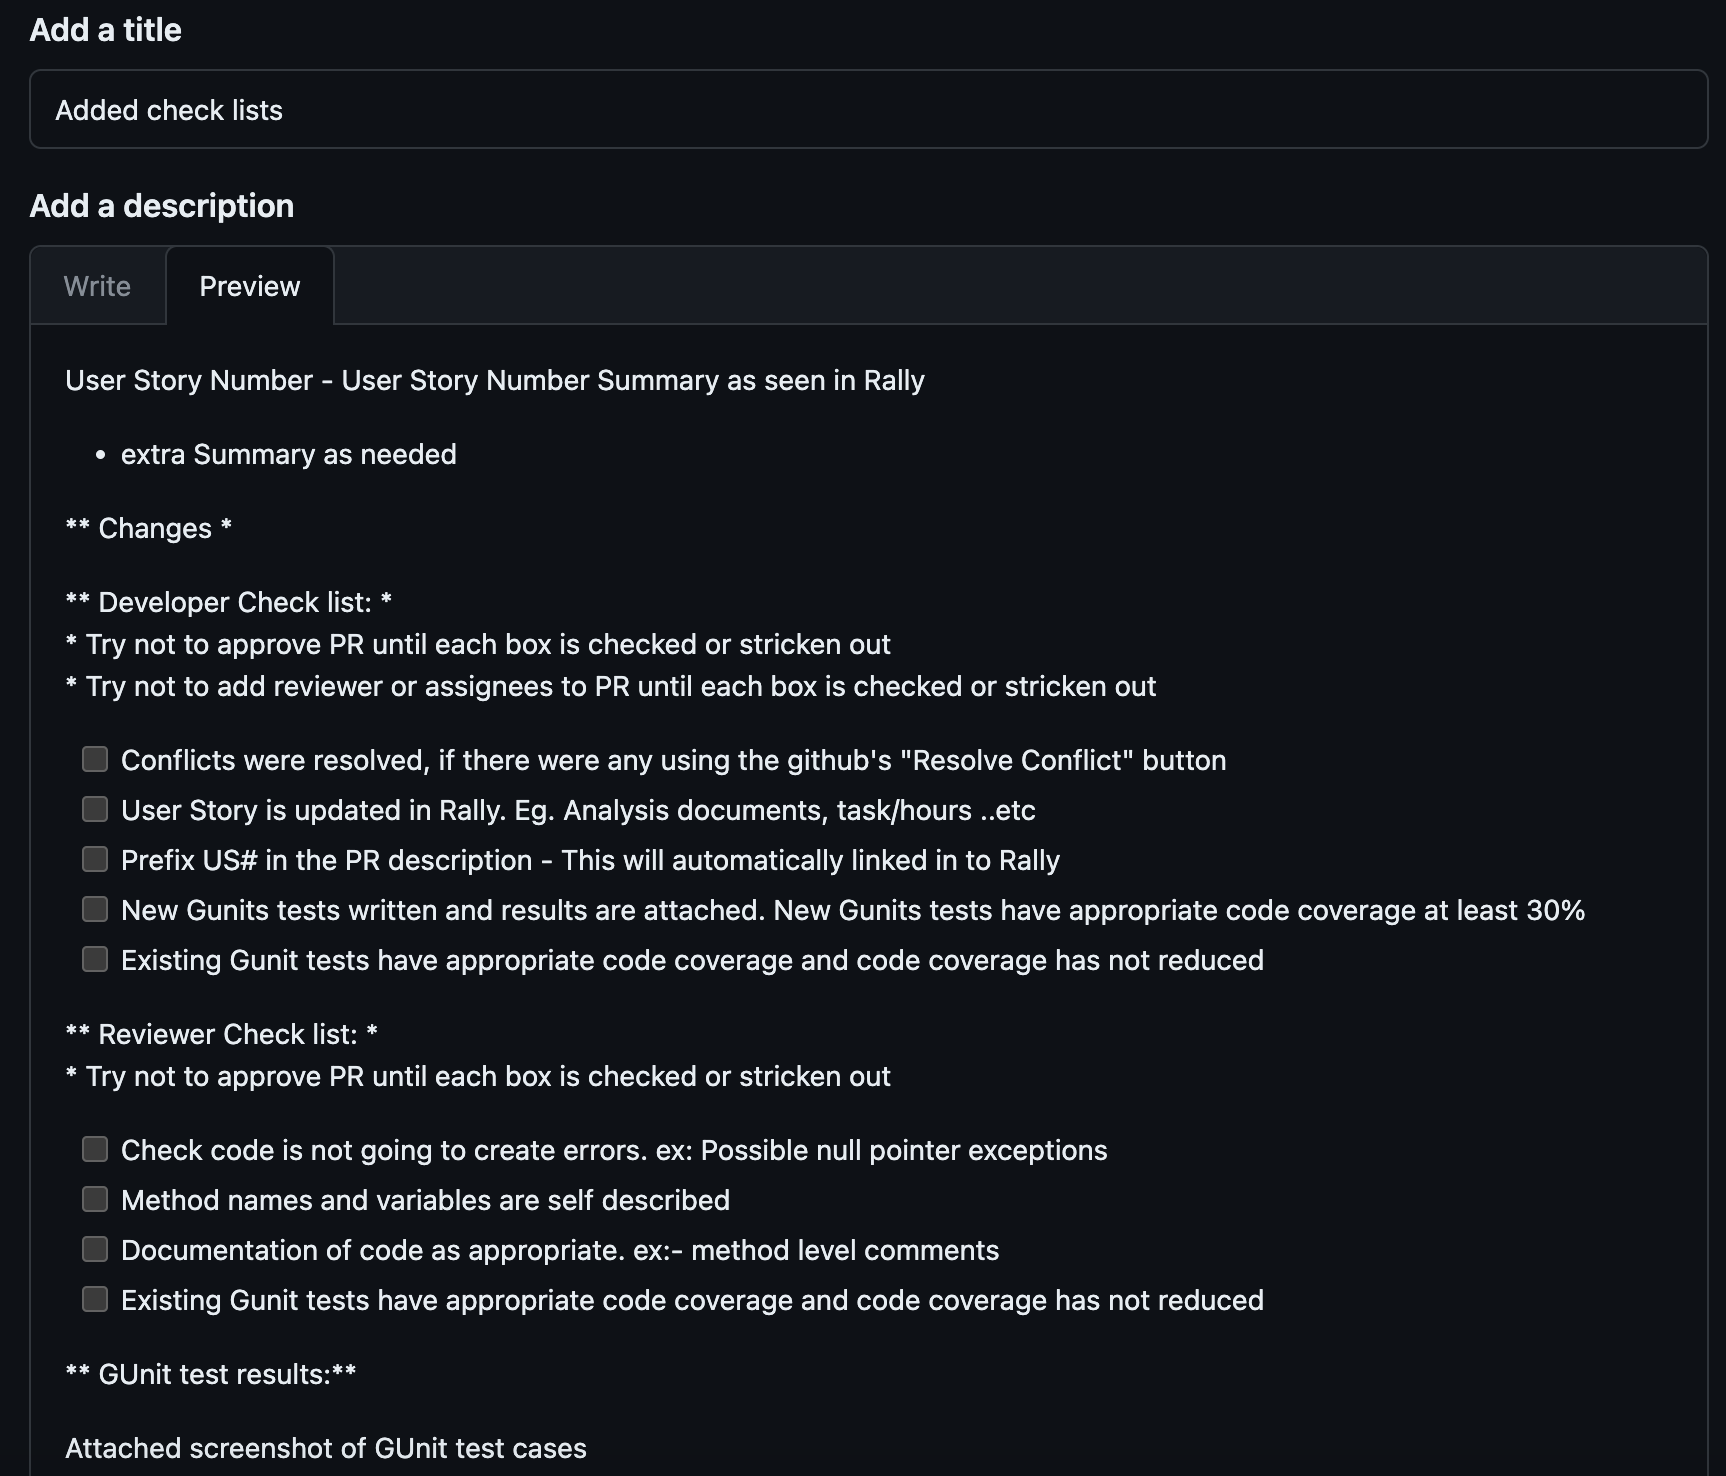 Add a title
Added check lists
Add a description
Write
Preview
User Story Number - User Story Number Summary as seen in Rally
• extra Summary as needed
** Changes *
** Developer Check list: *
* Try not to approve PR until each box is checked or stricken out
* Try not to add reviewer or assignees to PR until each box is checked or stricken out
Conflicts were resolved, if there were any using the github's "Resolve Conflict" button
User Story is updated in Rally. Eg. Analysis documents, task/hours ..etc
Prefix US# in the PR description - This will automatically linked in to Rally
New Gunits tests written and results are attached. New Gunits tests have appropriate code coverage at least 30%
Existing Gunit tests have appropriate code coverage and code coverage has not reduced
** Reviewer Check list: *
* Try not to approve PR until each box is checked or stricken out
Check code is not going to create errors. ex: Possible null pointer exceptions
Method names and variables are self described
Documentation of code as appropriate. ex:- method level comments
Existing Gunit tests have appropriate code coverage and code coverage has not reduced
** GUnit test results:**
Attached screenshot of GUnit test cases